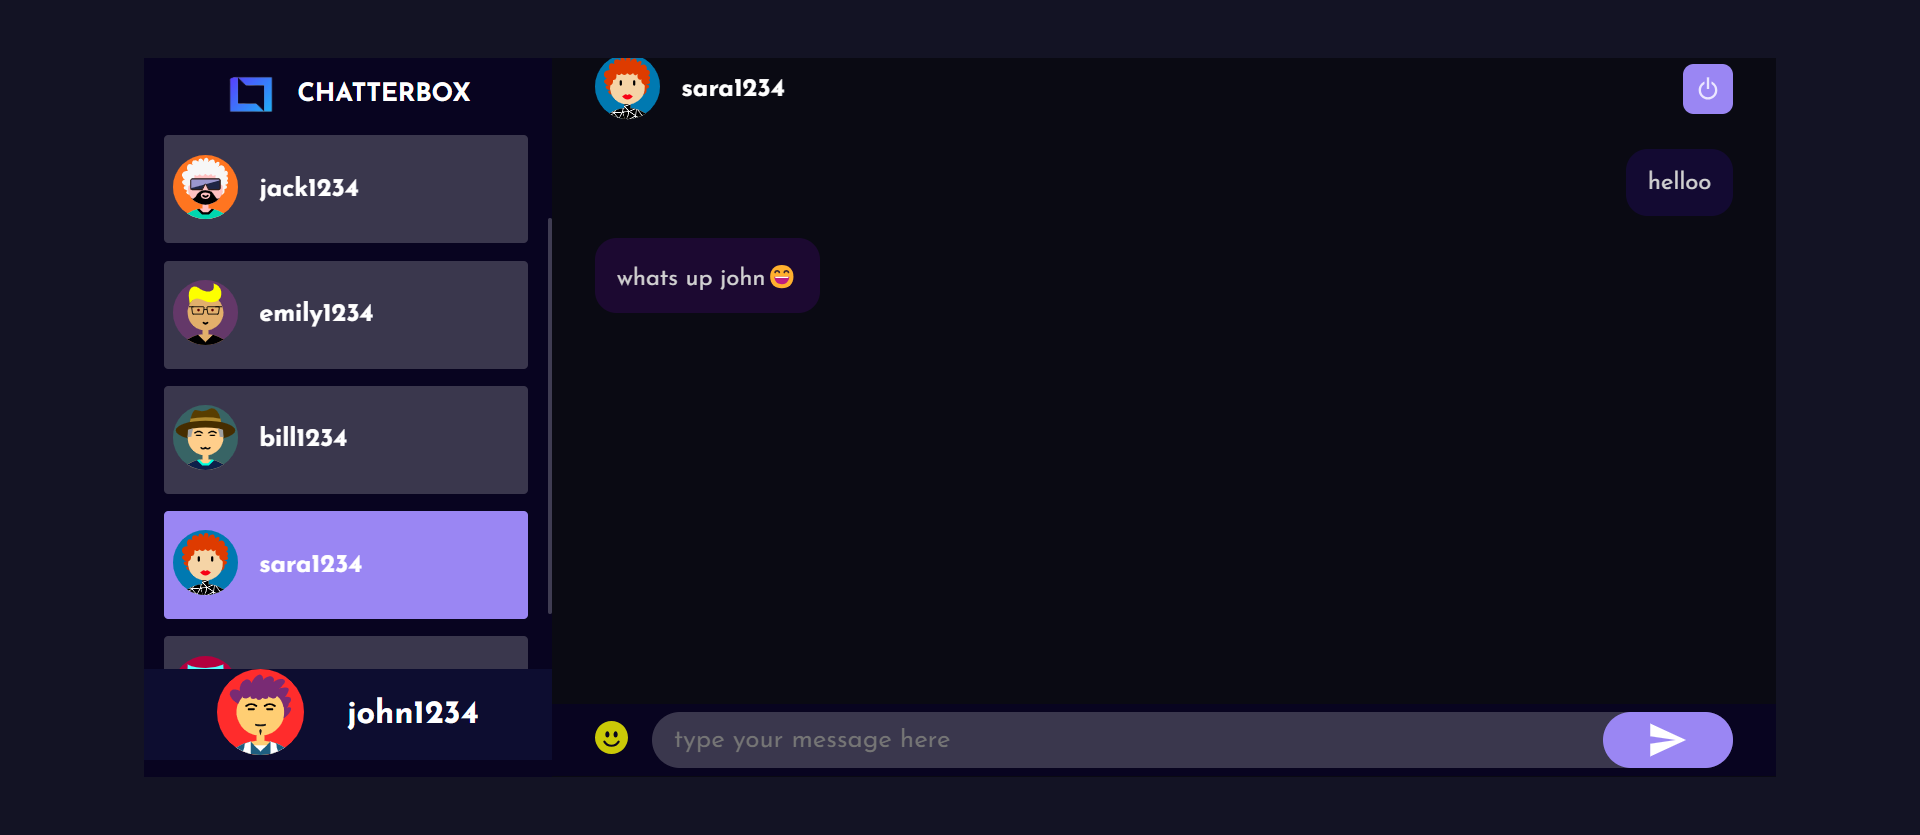 CHATTERBOX
jack1234
emily1234
bill1234
sara1234
john1234
sara1234
helloo
whats up john😄
type your message here